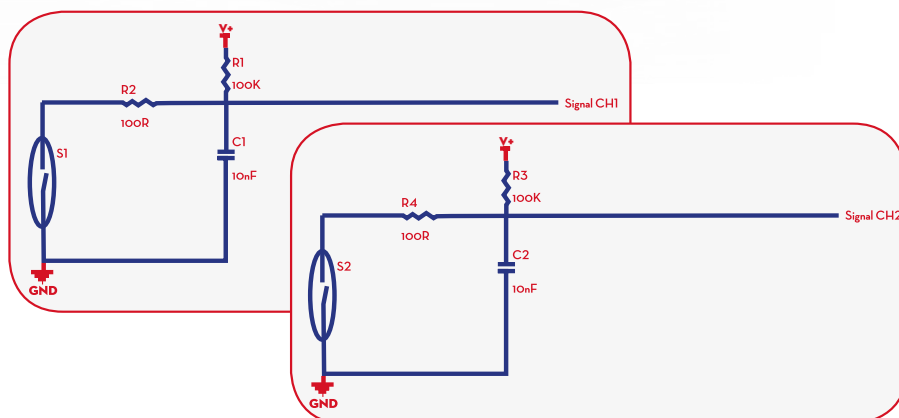 V+
R1
100K
R2
100R
Signal CH1
S1
C1
10nF
GND
V+
R3
100K
R4
100R
Signal CH2
S2
C2
10nF
GND